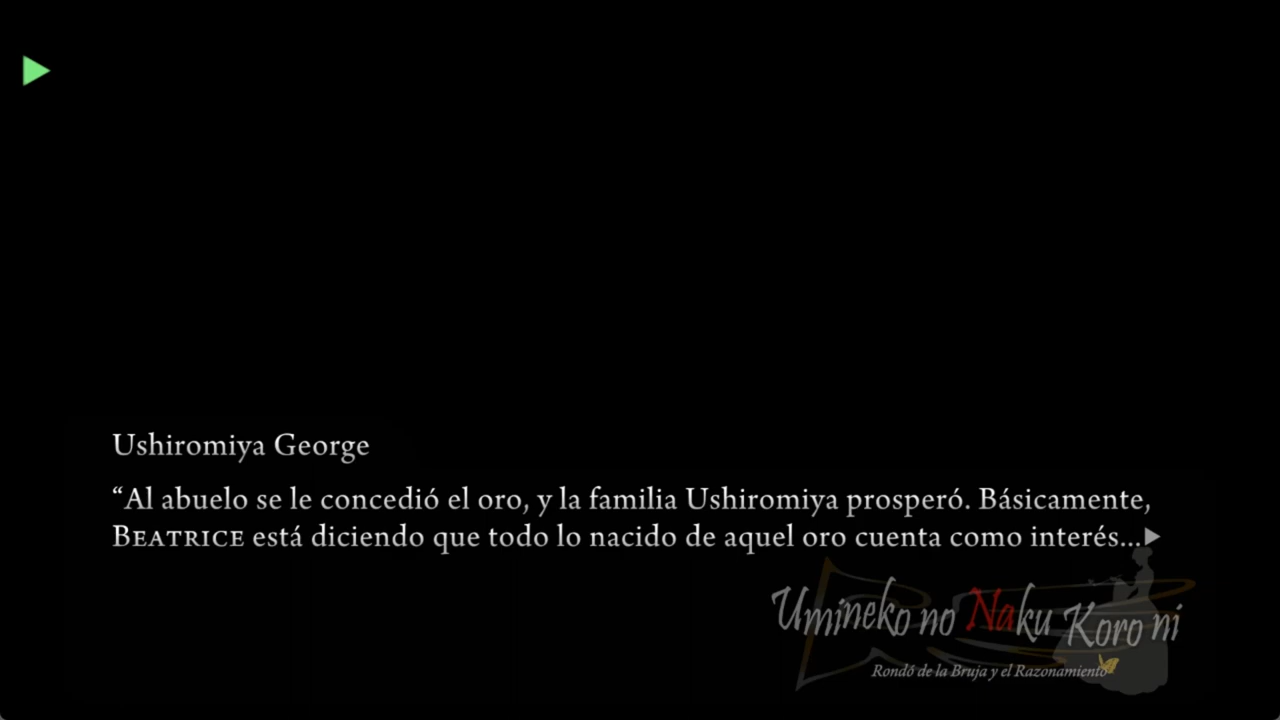 Ushiromiya George
“Al abuelo se le concedió el oro, y la familia Ushiromiya prosperó. Básicamente,
BEATRICE está diciendo que todo lo nacido de aquel oro cuenta como interés...
Umineko no Naku Koro ni
Rondó de la Bruja y el Razonamiento